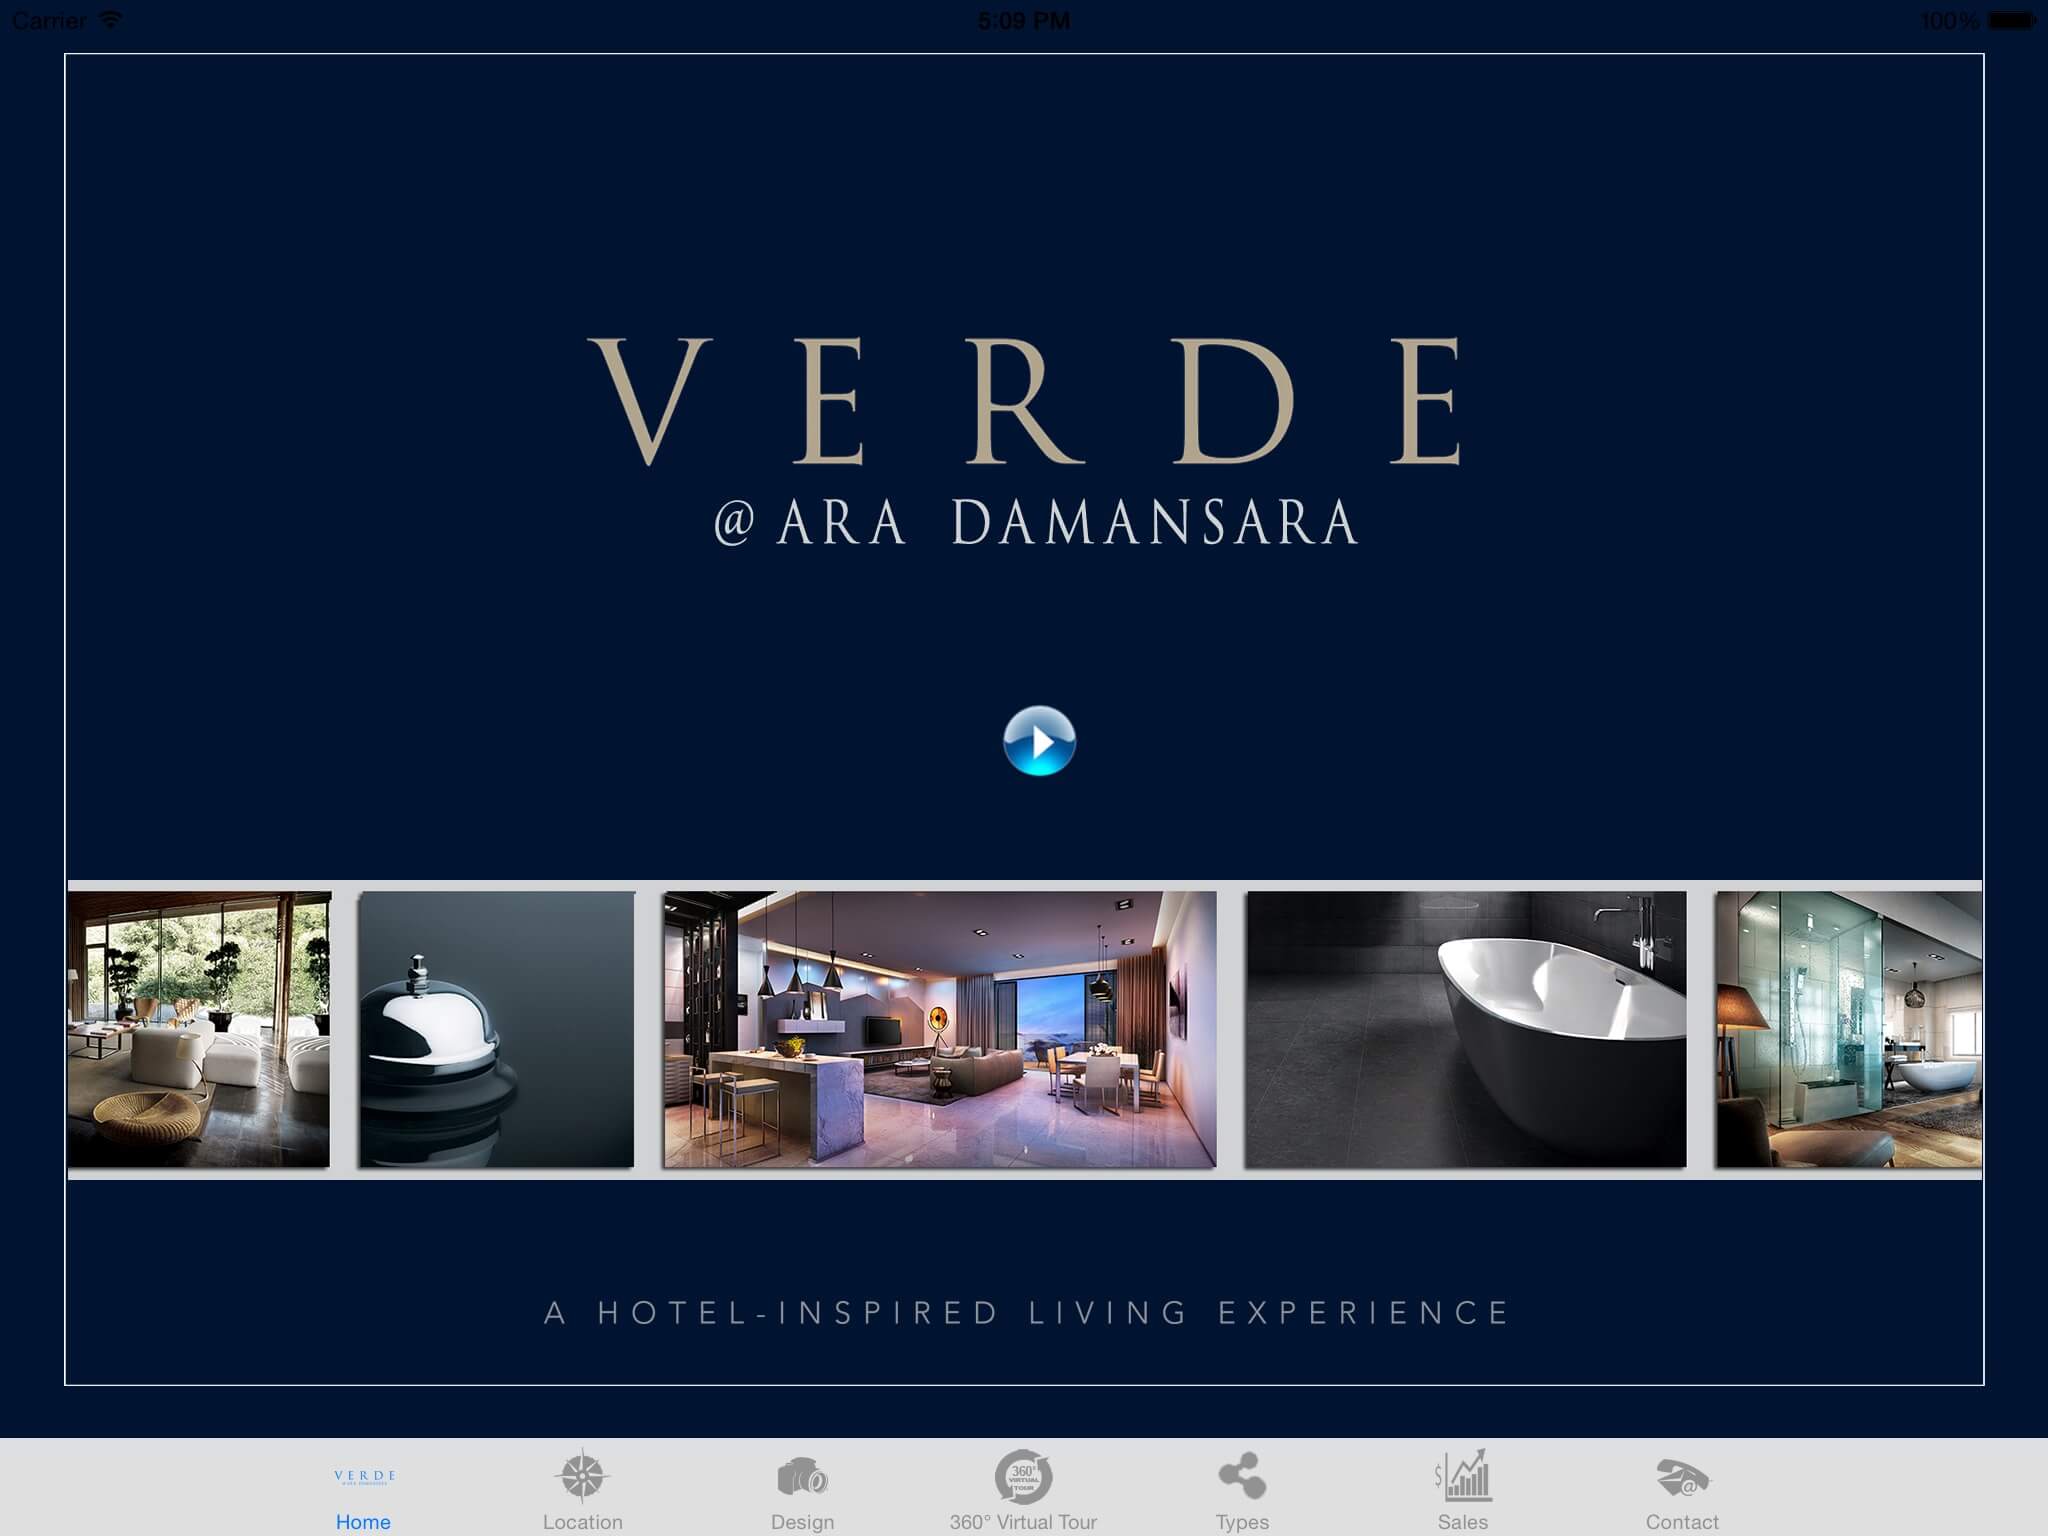 Carrier 5:09 PM 100%
VERDE
@ ARA DAMANSARA
A HOTEL-INSPIRED LIVING EXPERIENCE
VERDE
360°
VIRTUAL
TOUR
$
@
Home Location Design 360° Virtual Tour Types Sales Contact